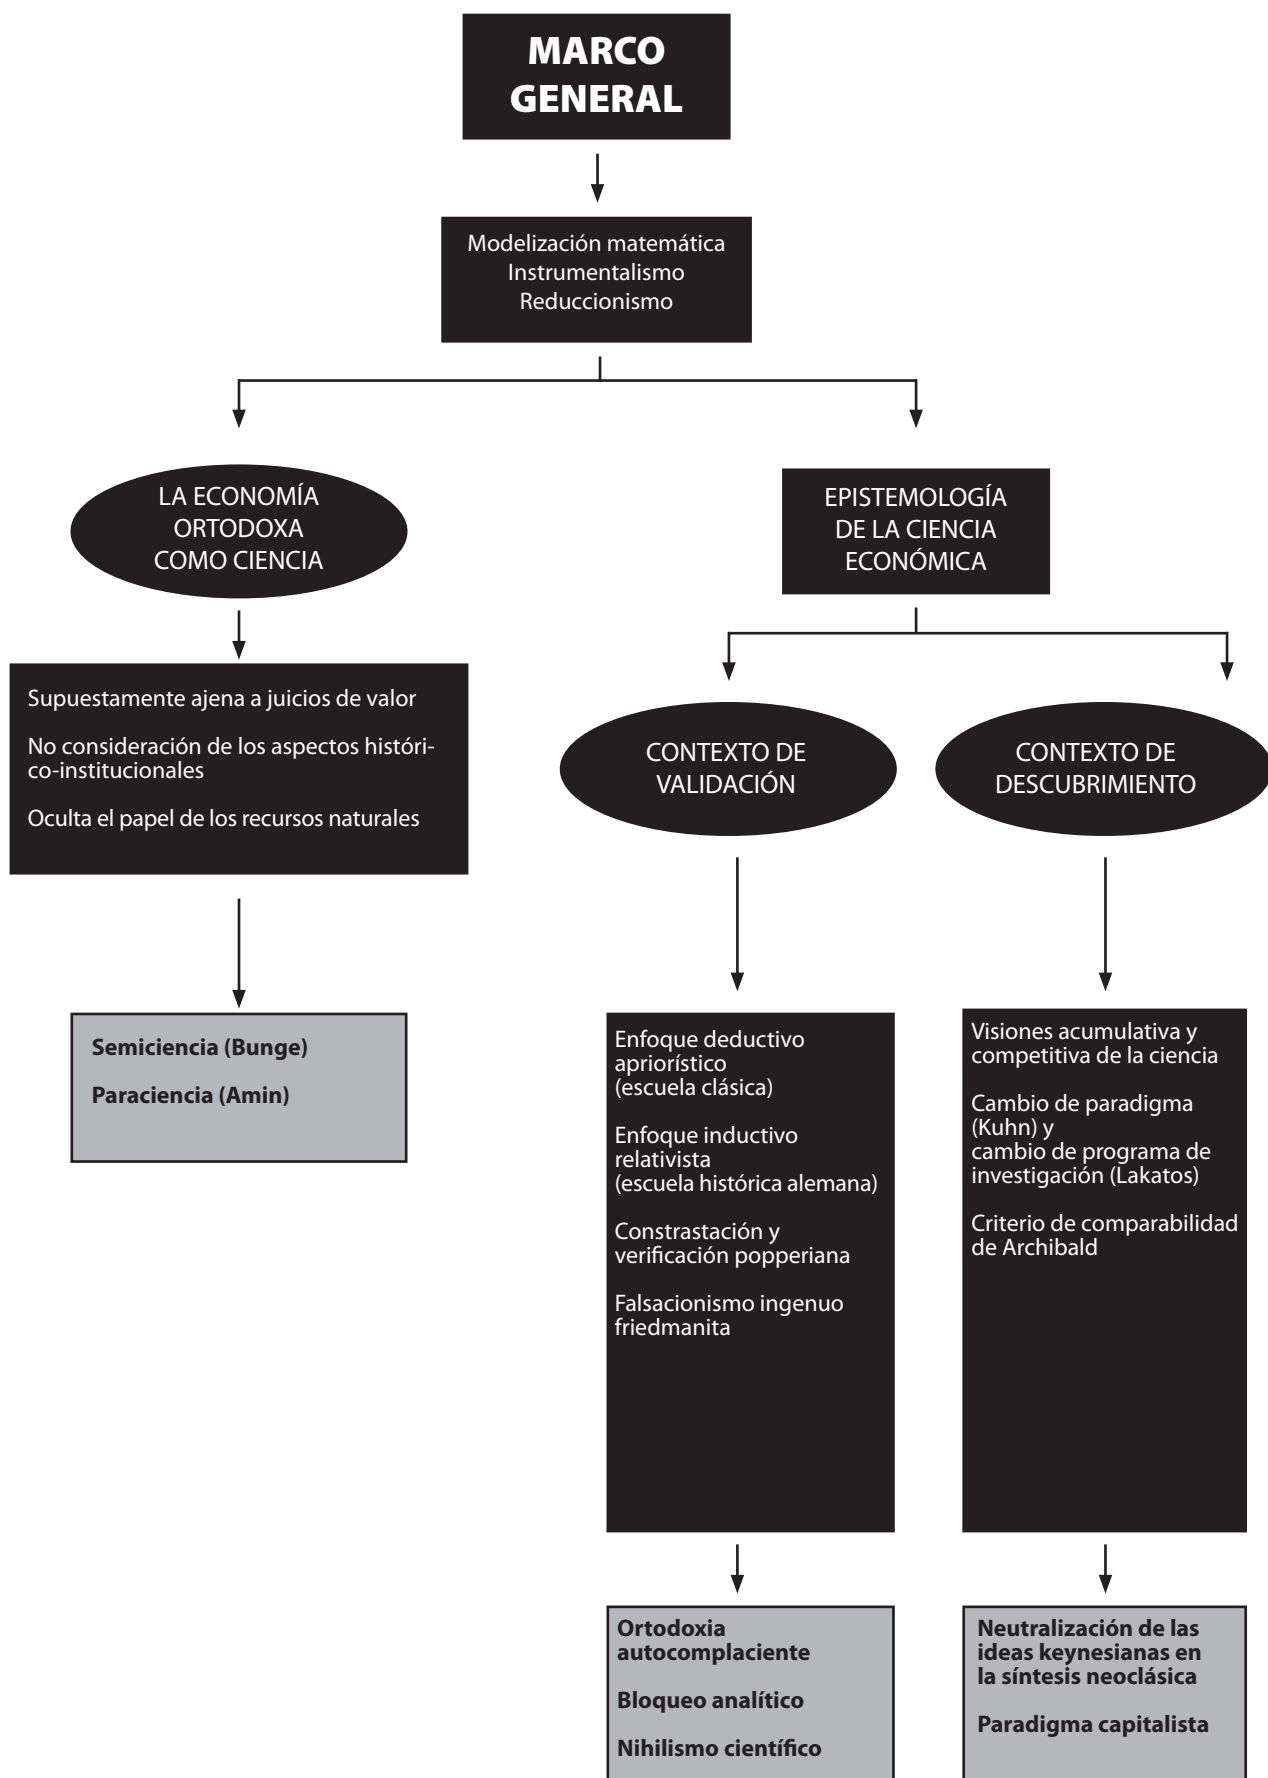 MARCO
GENERAL
Modelización matemática
Instrumentalismo
Reduccionismo
LA ECONOMÍA
ORTODOXA
COMO CIENCIA
EPISTEMOLOGÍA
DE LA CIENCIA
ECONÓMICA
Supuestamente ajena a juicios de valor
No consideración de los aspectos históri-
co-institucionales
Oculta el papel de los recursos naturales
CONTEXTO DE
VALIDACIÓN
CONTEXTO DE
DESCUBRIMIENTO
Semiciencia (Bunge)
Paraciencia (Amin)
Enfoque deductivo
apriorístico
(escuela clásica)
Enfoque inductivo
relativista
(escuela histórica alemana)
Constrastación y
verificación popperiana
Falsacionismo ingenuo
friedmanita
Visiones acumulativa y
competitiva de la ciencia
Cambio de paradigma
(Kuhn) y
cambio de programa de
investigación (Lakatos)
Criterio de comparabilidad
de Archibald
Ortodoxia
autocomplaciente
Bloqueo analítico
Nihilismo científico
Neutralización de las
ideas keynesianas en
la síntesis neoclásica
Paradigma capitalista